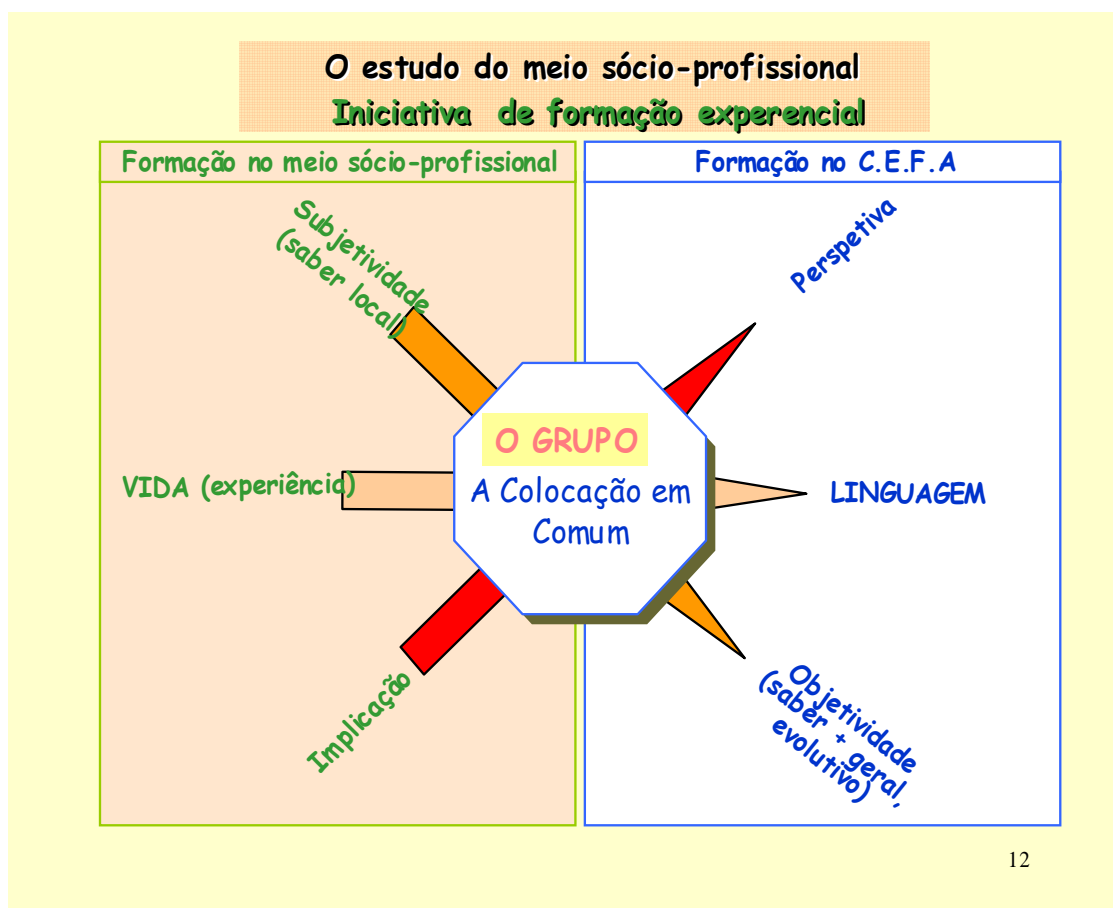 O estudo do meio sócio-profissional
Iniciativa de formação experencial
Formação no meio sócio-profissional
Formação no C.E.F.A
Subjetividade
(saber local)
VIDA (experiência)
Implicação
O GRUPO
A Colocação em
Comum
Perspetiva
LINGUAGEM
Objetividade
(saber + geral,
evolutivo)
12